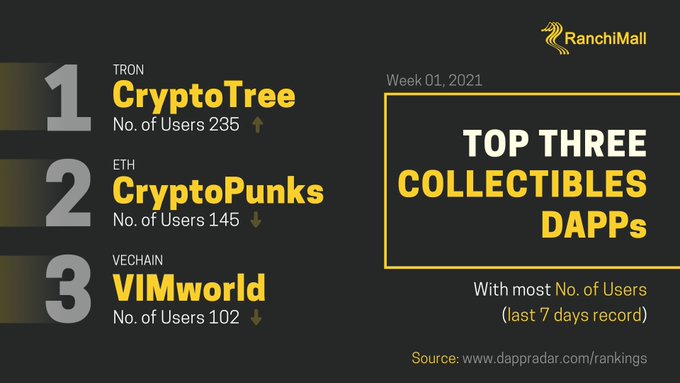 RanchiMall
Week 01, 2021
TOP THREE
COLLECTIBLES
DAPPs
With most No. of Users
(last 7 days record)
Source: www.dappradar.com/rankings
1
TRON
CryptoTree
No. of Users 235
2
ETH
CryptoPunks
No. of Users 145
3
VECHAIN
VIMworld
No. of Users 102